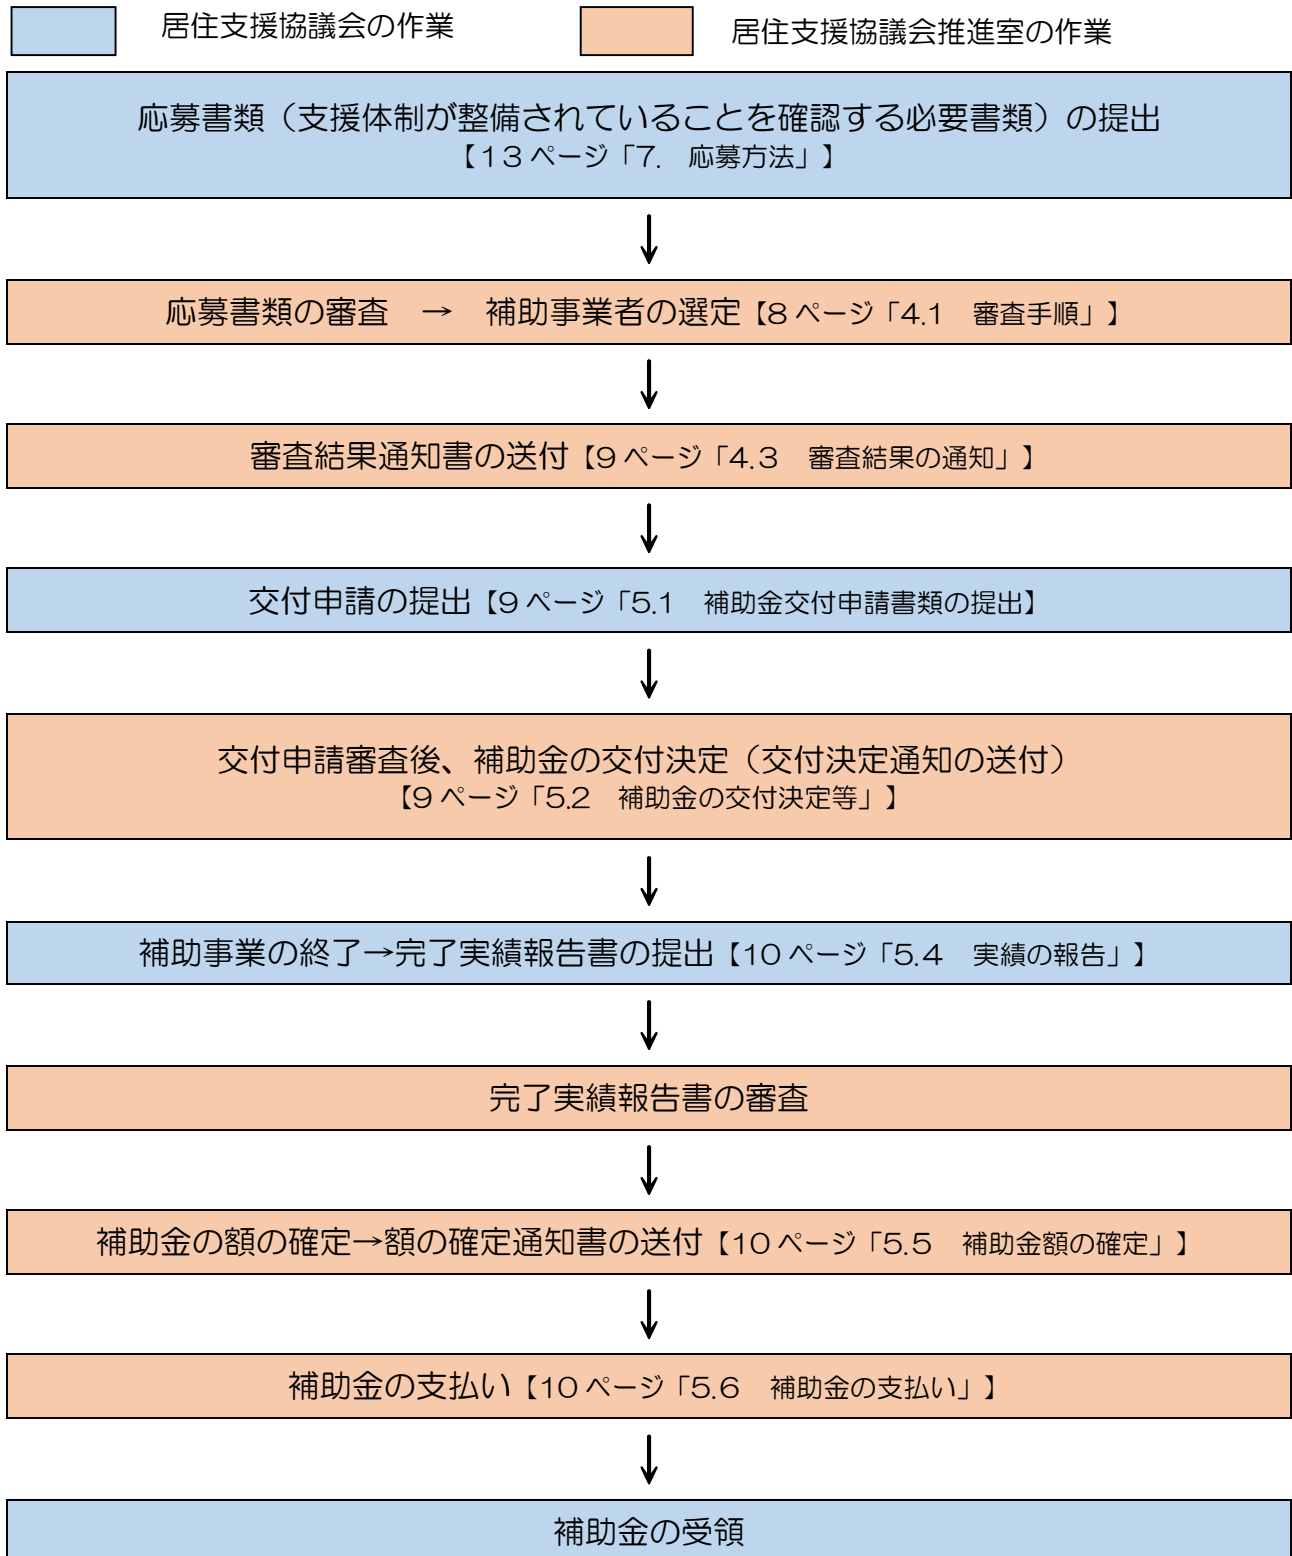 居住支援協議会の作業
居住支援協議会推進室の作業
応募書類（支援体制が整備されていることを確認する必要書類）の提出
【13ページ「7.　応募方法」】
応募書類の審査　→　補助事業者の選定【8ページ「4.1　審査手順」】
審査結果通知書の送付【9ページ「4.3　審査結果の通知」】
交付申請の提出【9ページ「5.1　補助金交付申請書類の提出】
交付申請審査後、補助金の交付決定（交付決定通知の送付）
【9ページ「5.2　補助金の交付決定等」】
補助事業の終了→完了実績報告書の提出【10ページ「5.4　実績の報告」】
完了実績報告書の審査
補助金の額の確定→額の確定通知書の送付【10ページ「5.5　補助金額の確定」】
補助金の支払い【10ページ「5.6　補助金の支払い」】
補助金の受領